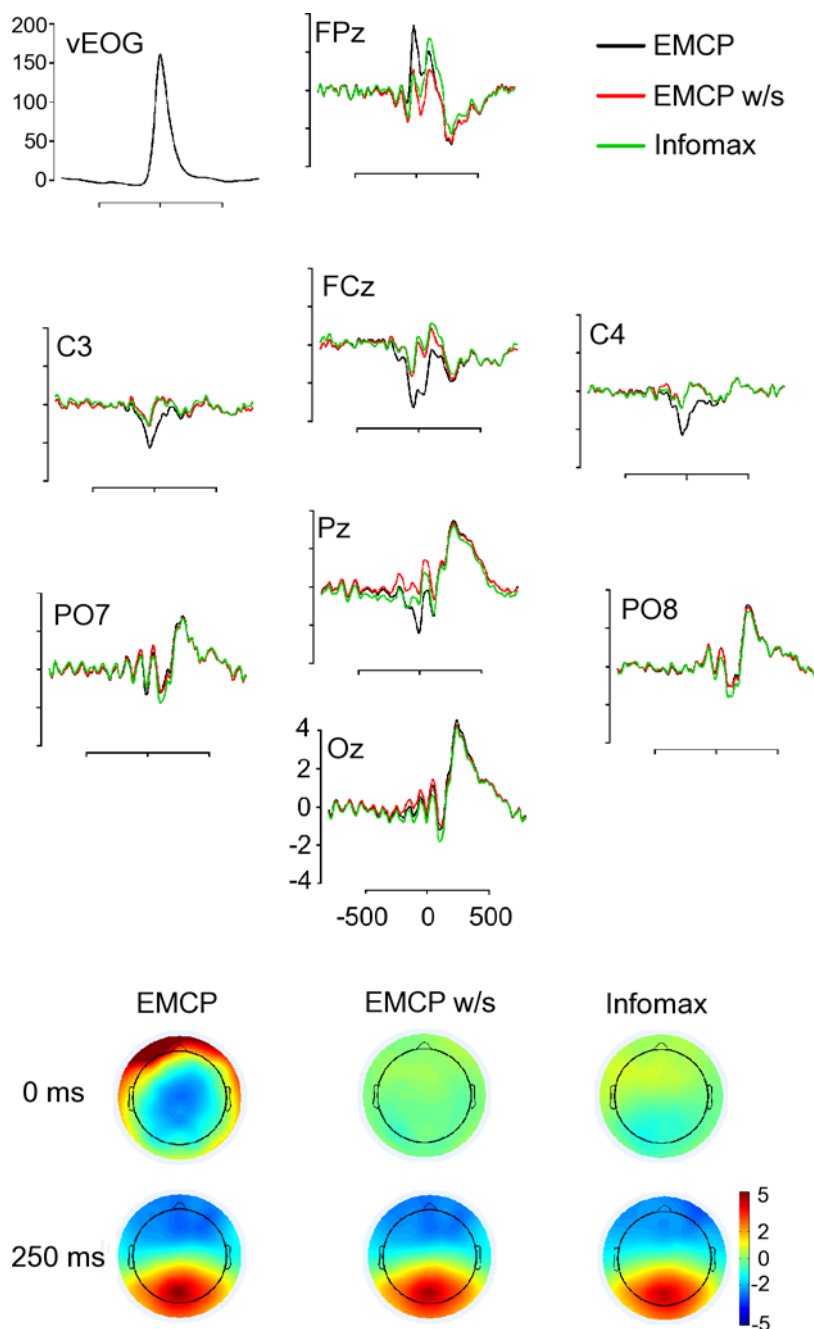 200
150
100
50
0
vEOG
FPz
EMCP
EMCP w/s
Infomax
C3
FCz
C4
PO7
Pz
PO8
Oz
4
2
0
-2
-4
-500 0 500
EMCP EMCP w/s Infomax
0 ms
250 ms
5
2
0
-2
-5